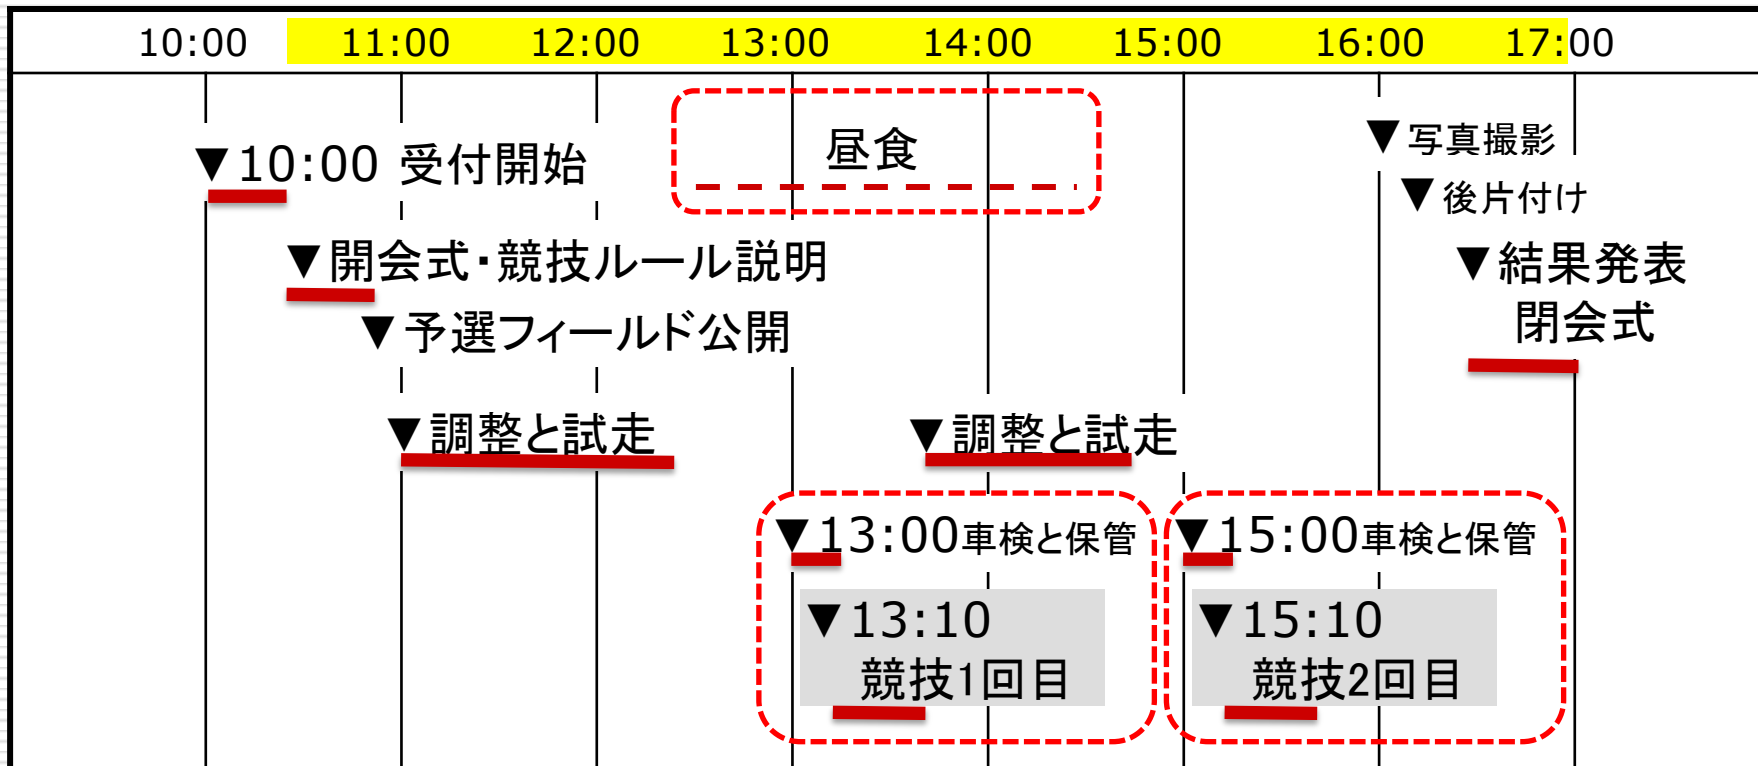 10:00 11:00 12:00 13:00 14:00 15:00 16:00 17:00
昼食
▼写真撮影
▼10:00 受付開始
▼後片付け
▼開会式・競技ルール説明
▼結果発表
閉会式
▼予選フィールド公開
▼調整と試走
▼調整と試走
▼13:00車検と保管
▼15:00車検と保管
▼13:10
競技1回目
▼15:10
競技2回目